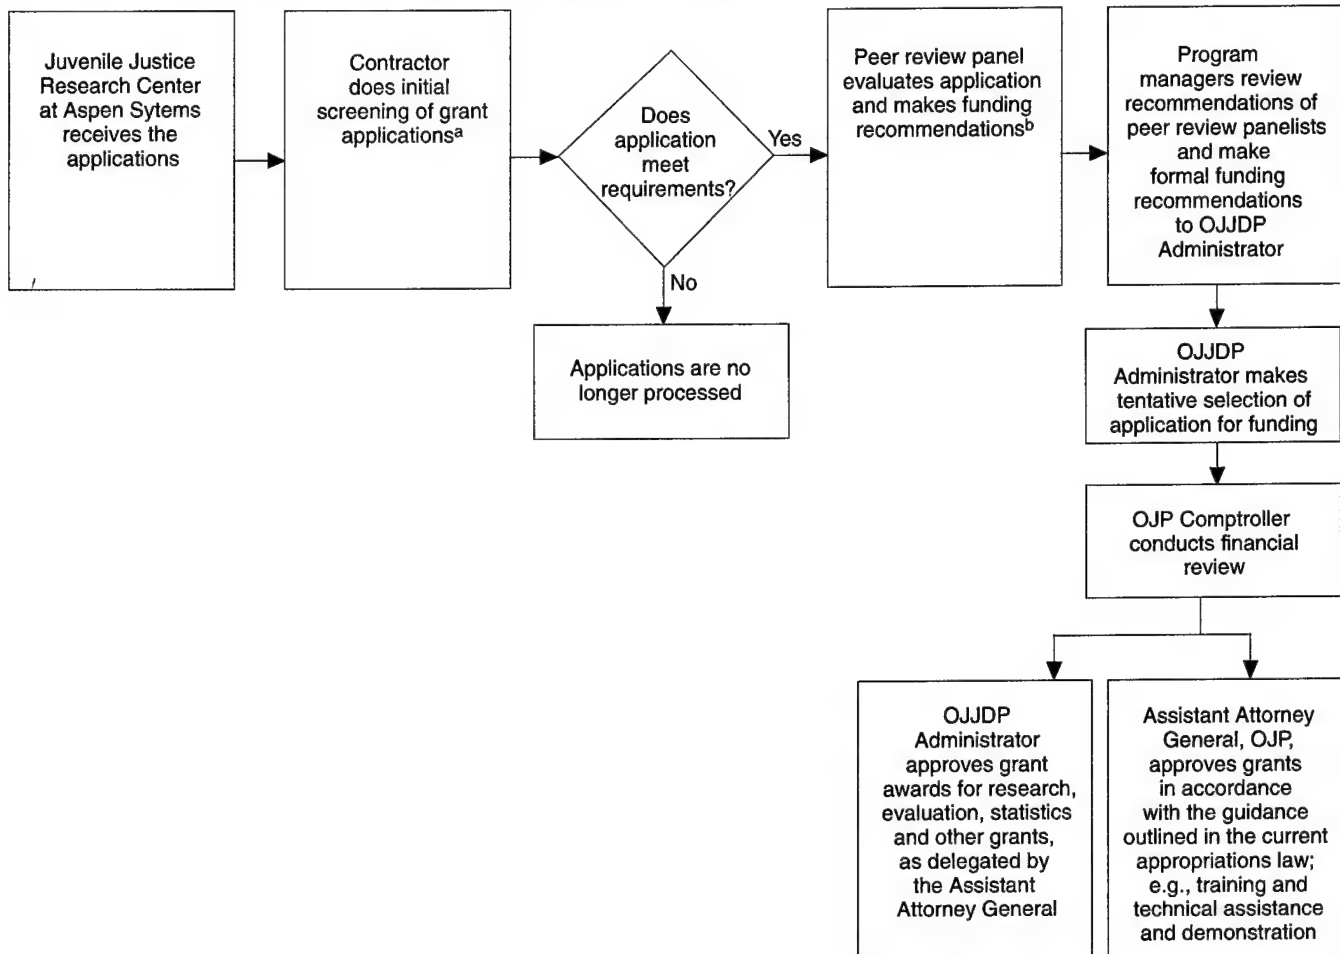 Juvenile Justice
Research Center
at Aspen Sytems
receives the
applications
Contractor
does initial
screening of grant
applicationsa
Does
application
meet
requirements?
Yes
No
Applications are no
longer processed
Peer review panel
evaluates application
and makes funding
recommendationsb
Program
managers review
recommendations of
peer review panelists
and make
formal funding
recommendations
to OJJDP
Administrator
OJJDP
Administrator makes
tentative selection of
application for funding
OJP Comptroller
conducts financial
review
OJJDP
Administrator
approves grant
awards for research,
evaluation, statistics
and other grants,
as delegated by
the Assistant
Attorney General
Assistant Attorney
General, OJP,
approves grants
in accordance
with the guidance
outlined in the current
appropriations law;
e.g., training and
technical assistance
and demonstration